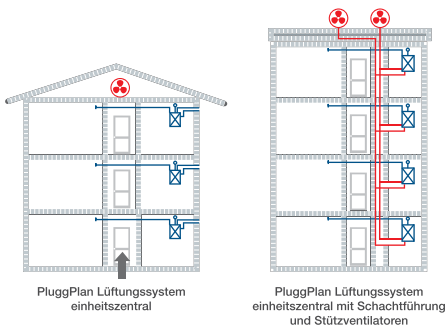 PluggPlan Lüftungssystem
einheitszentral
PluggPlan Lüftungssystem
einheitszentral mit Schachtführung
und Stützventilatoren